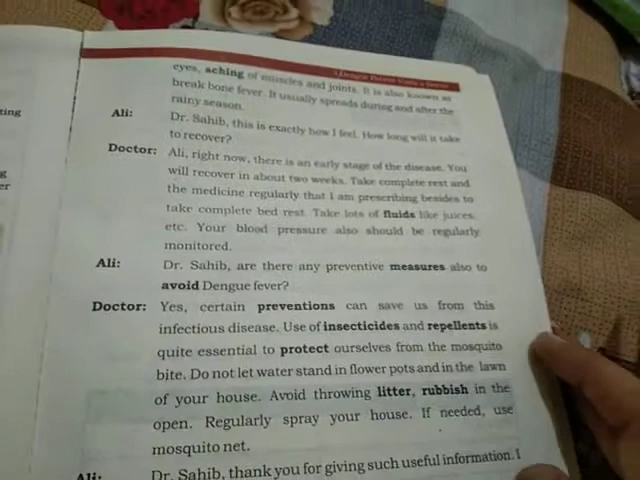 A Dengue Patient Visits a Doctor
eyes, aching of muscles and joints. It is also known as
break bone fever. It usually spreads during and after the
rainy season.
Ali: Dr. Sahib, this is exactly how I feel. How long will it take
to recover?
Doctor: Ali, right now, there is an early stage of the disease. You
will recover in about two weeks. Take complete rest and
the medicine regularly that I am prescribing besides to
take complete bed rest. Take lots of fluids like juices,
etc. Your blood pressure also should be regularly
monitored.
Ali: Dr. Sahib, are there any preventive measures also to
avoid Dengue fever?
Doctor: Yes, certain preventions can save us from this
infectious disease. Use of insecticides and repellents is
quite essential to protect ourselves from the mosquito
bite. Do not let water stand in flower pots and in the lawn
of your house. Avoid throwing litter, rubbish in the
open. Regularly spray your house. If needed, use
mosquito net.
Ali: Dr. Sahib, thank you for giving such useful information. I
ting
g
er